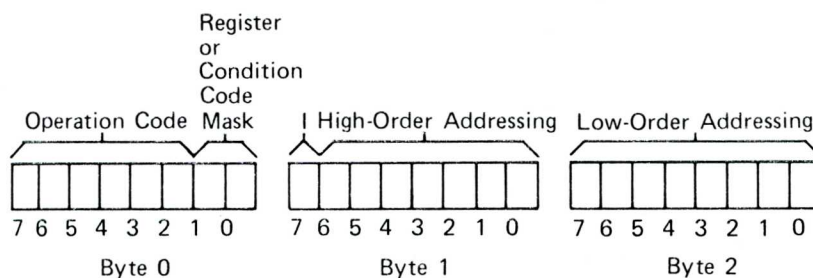 Register
or
Condition
Code
Operation Code Mask I High-Order Addressing Low-Order Addressing
7 6 5 4 3 2 1 0 7 6 5 4 3 2 1 0 7 6 5 4 3 2 1 0
Byte 0 Byte 1 Byte 2